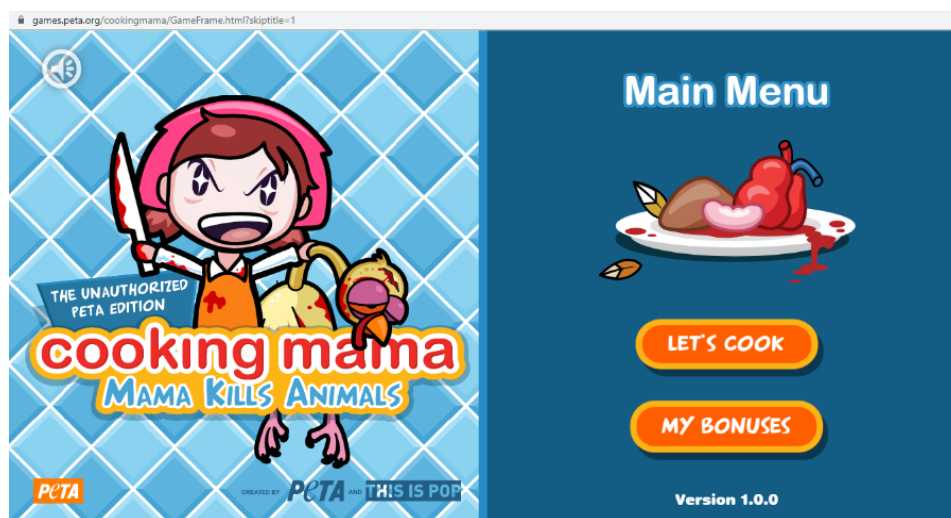 games.peta.org/cookingmama/GameFrame.html?skiptitle=1
THE UNAUTHORIZED
PETA EDITION
cooking mama
MAMA KILLS ANIMALS
PETA
CREATED BY PETA AND THIS IS POP
Main Menu
LET'S COOK
MY BONUSES
Version 1.0.0